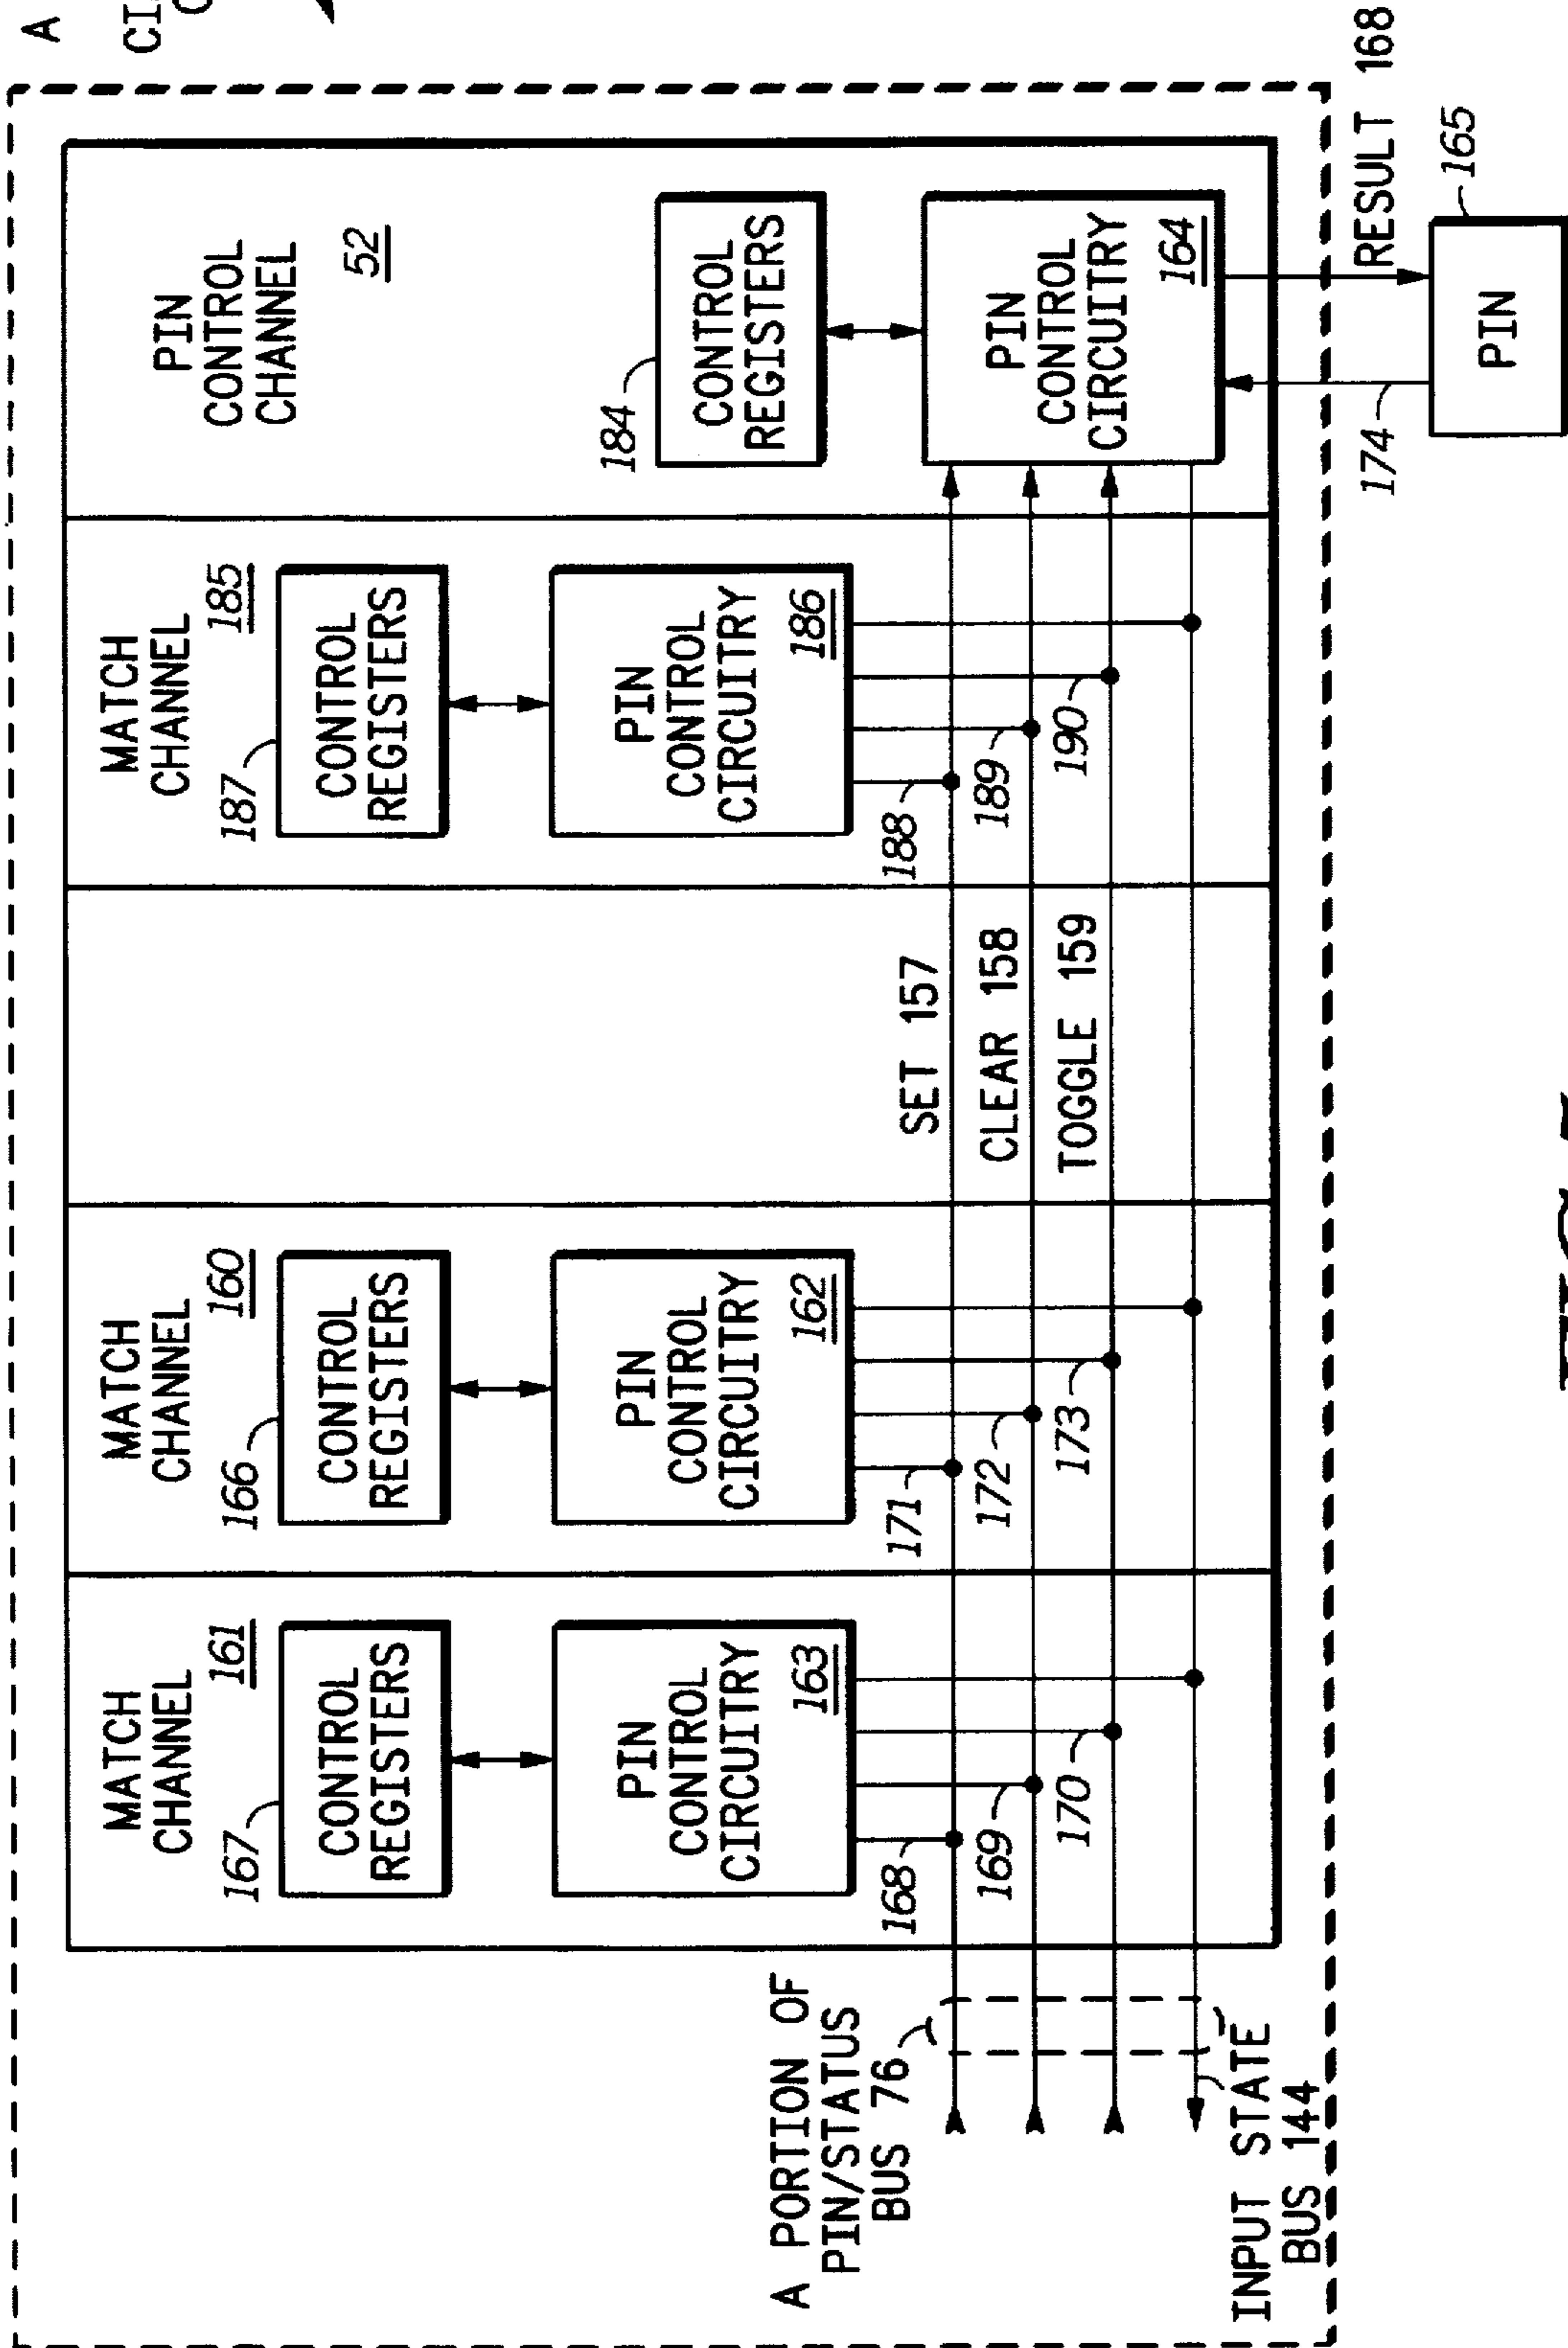 A
CI
MATCH
CHANNEL
161
167
CONTROL
REGISTERS
PIN
CONTROL
CIRCUITRY
163
168
169
170
MATCH
CHANNEL
160
166
CONTROL
REGISTERS
PIN
CONTROL
CIRCUITRY
162
171
172
173
SET 157
CLEAR 158
TOGGLE 159
MATCH
CHANNEL
185
187
CONTROL
REGISTERS
PIN
CONTROL
CIRCUITRY
186
188
189
190
PIN
CONTROL
CHANNEL
52
184
CONTROL
REGISTERS
PIN
CONTROL
CIRCUITRY
164
A PORTION OF
PIN/STATUS
BUS 76
INPUT STATE
BUS 144
174
RESULT 168
PIN
165